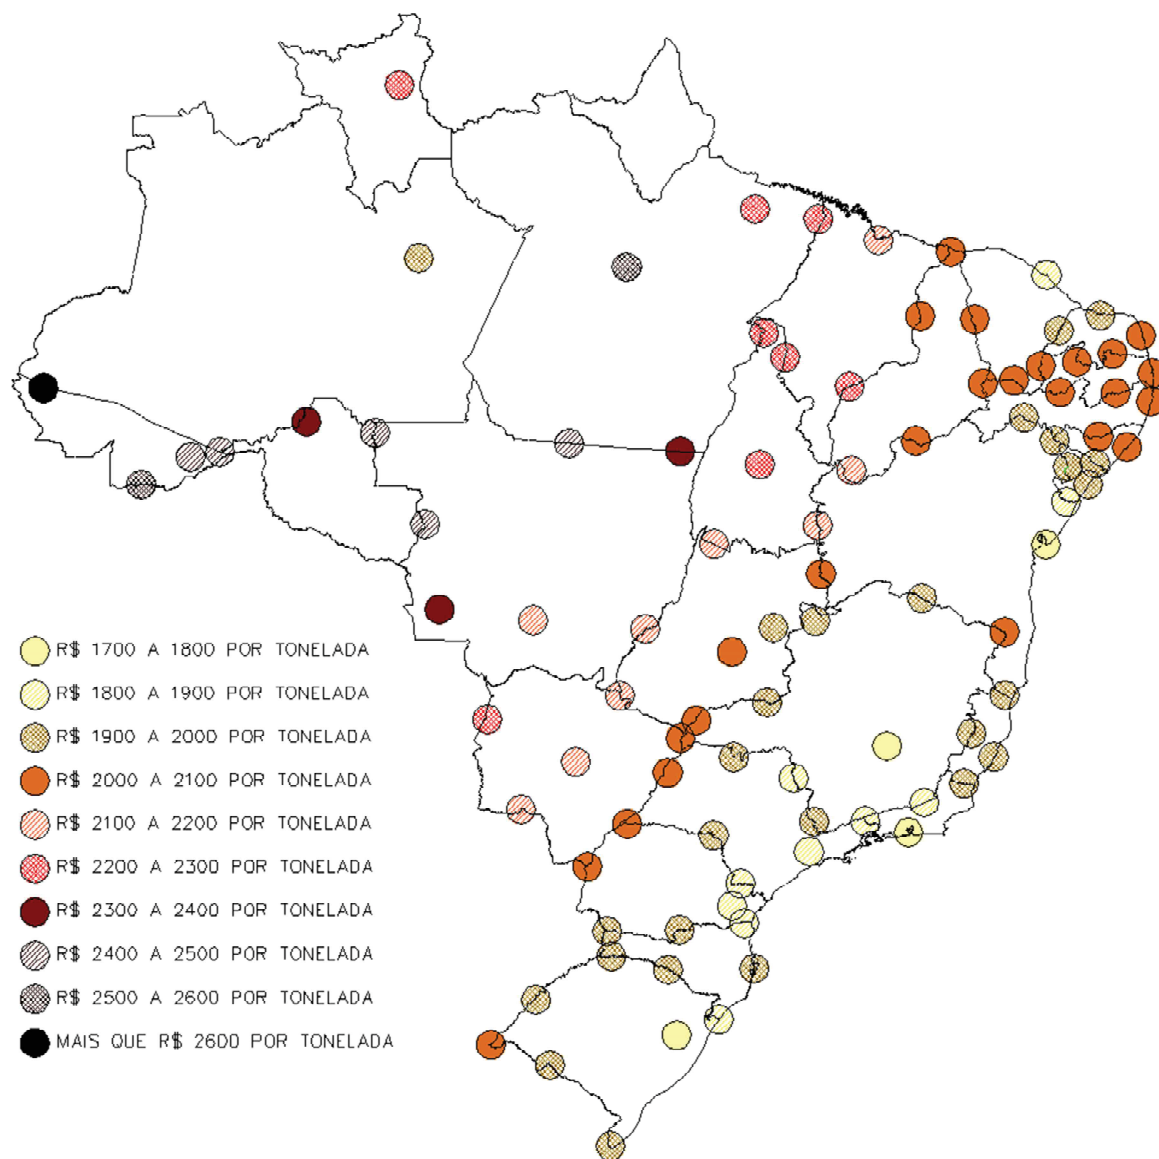 R$ 1700 A 1800 POR TONELADA
R$ 1800 A 1900 POR TONELADA
R$ 1900 A 2000 POR TONELADA
R$ 2000 A 2100 POR TONELADA
R$ 2100 A 2200 POR TONELADA
R$ 2200 A 2300 POR TONELADA
R$ 2300 A 2400 POR TONELADA
R$ 2400 A 2500 POR TONELADA
R$ 2500 A 2600 POR TONELADA
MAIS QUE R$ 2600 POR TONELADA